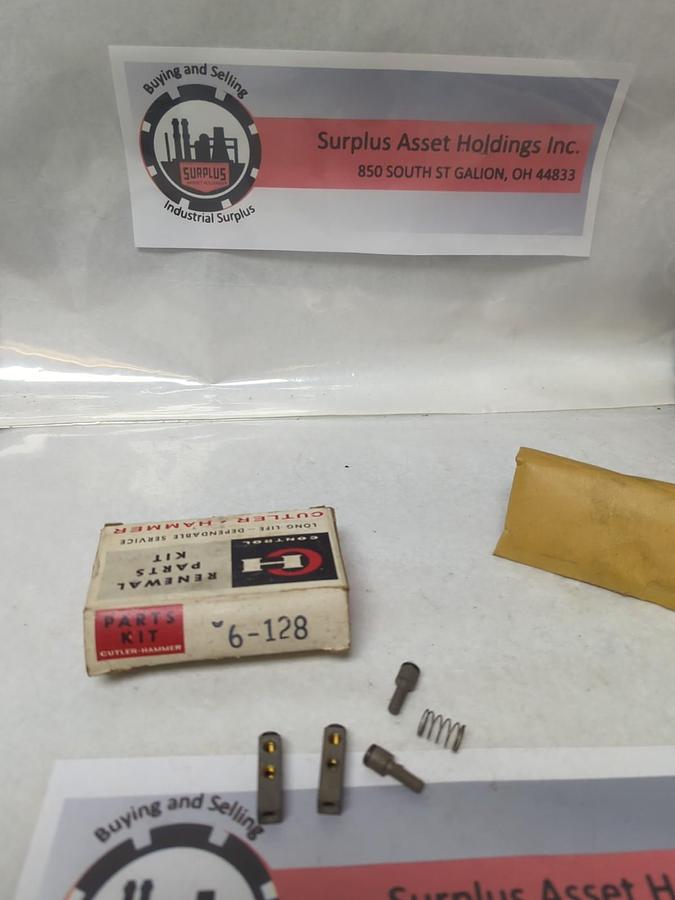 Buying and Selling
SURPLUS
Industrial Surplus
Surplus Asset Holdings Inc.
850 SOUTH ST GALION, OH 44833
CUTLER-HAMMER
LONG LIFE — DEPENDABLE SERVICE
CH
CONTROL
RENEWAL
PARTS
KIT
PARTS
KIT
CUTLER-HAMMER
6-128
Buying and Selling
Surplus Asset H